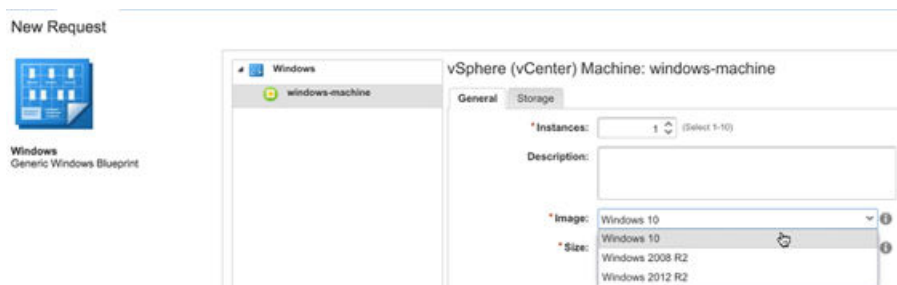 New Request
Windows
Generic Windows Blueprint
Windows
windows-machine
vSphere (vCenter) Machine: windows-machine
General Storage
*Instances: 1 (Select 1-10)
Description:
*Image: Windows 10
Windows 10
*Size:
Windows 2008 R2
Windows 2012 R2